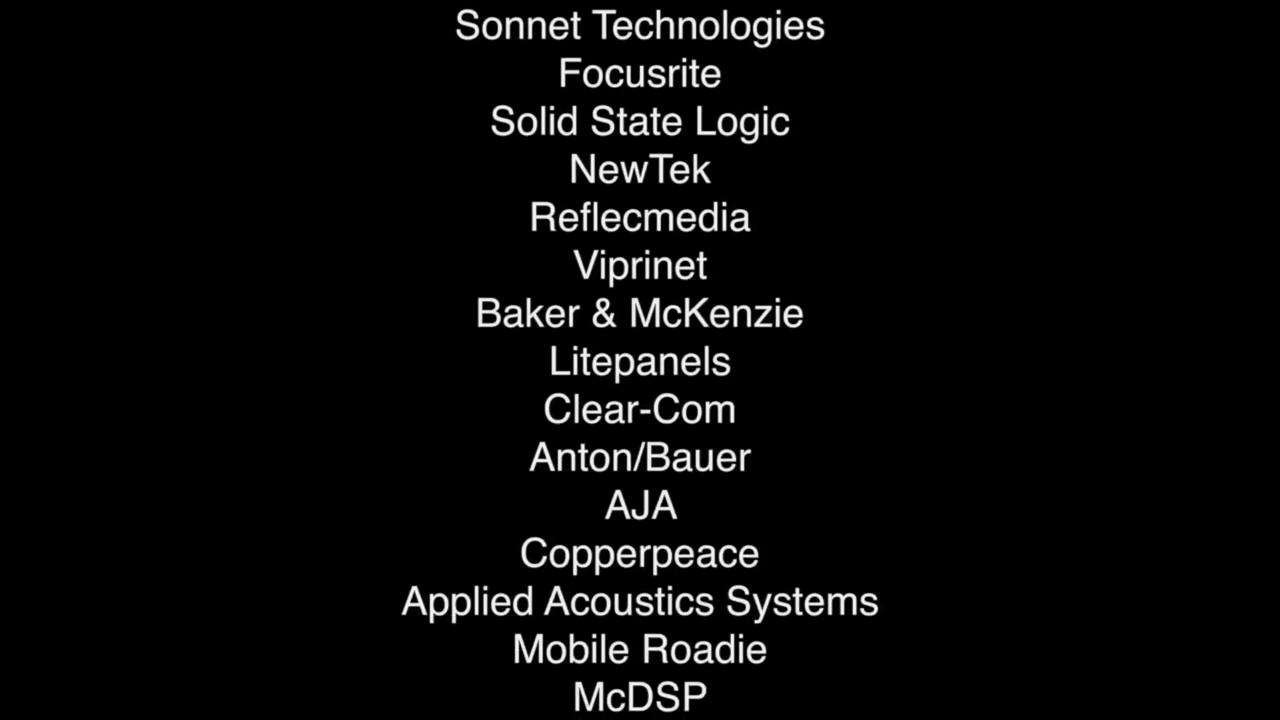 Sonnet Technologies
Focusrite
Solid State Logic
NewTek
Reflecmedia
Viprinet
Baker & McKenzie
Litepanels
Clear-Com
Anton/Bauer
AJA
Copperpeace
Applied Acoustics Systems
Mobile Roadie
McDSP